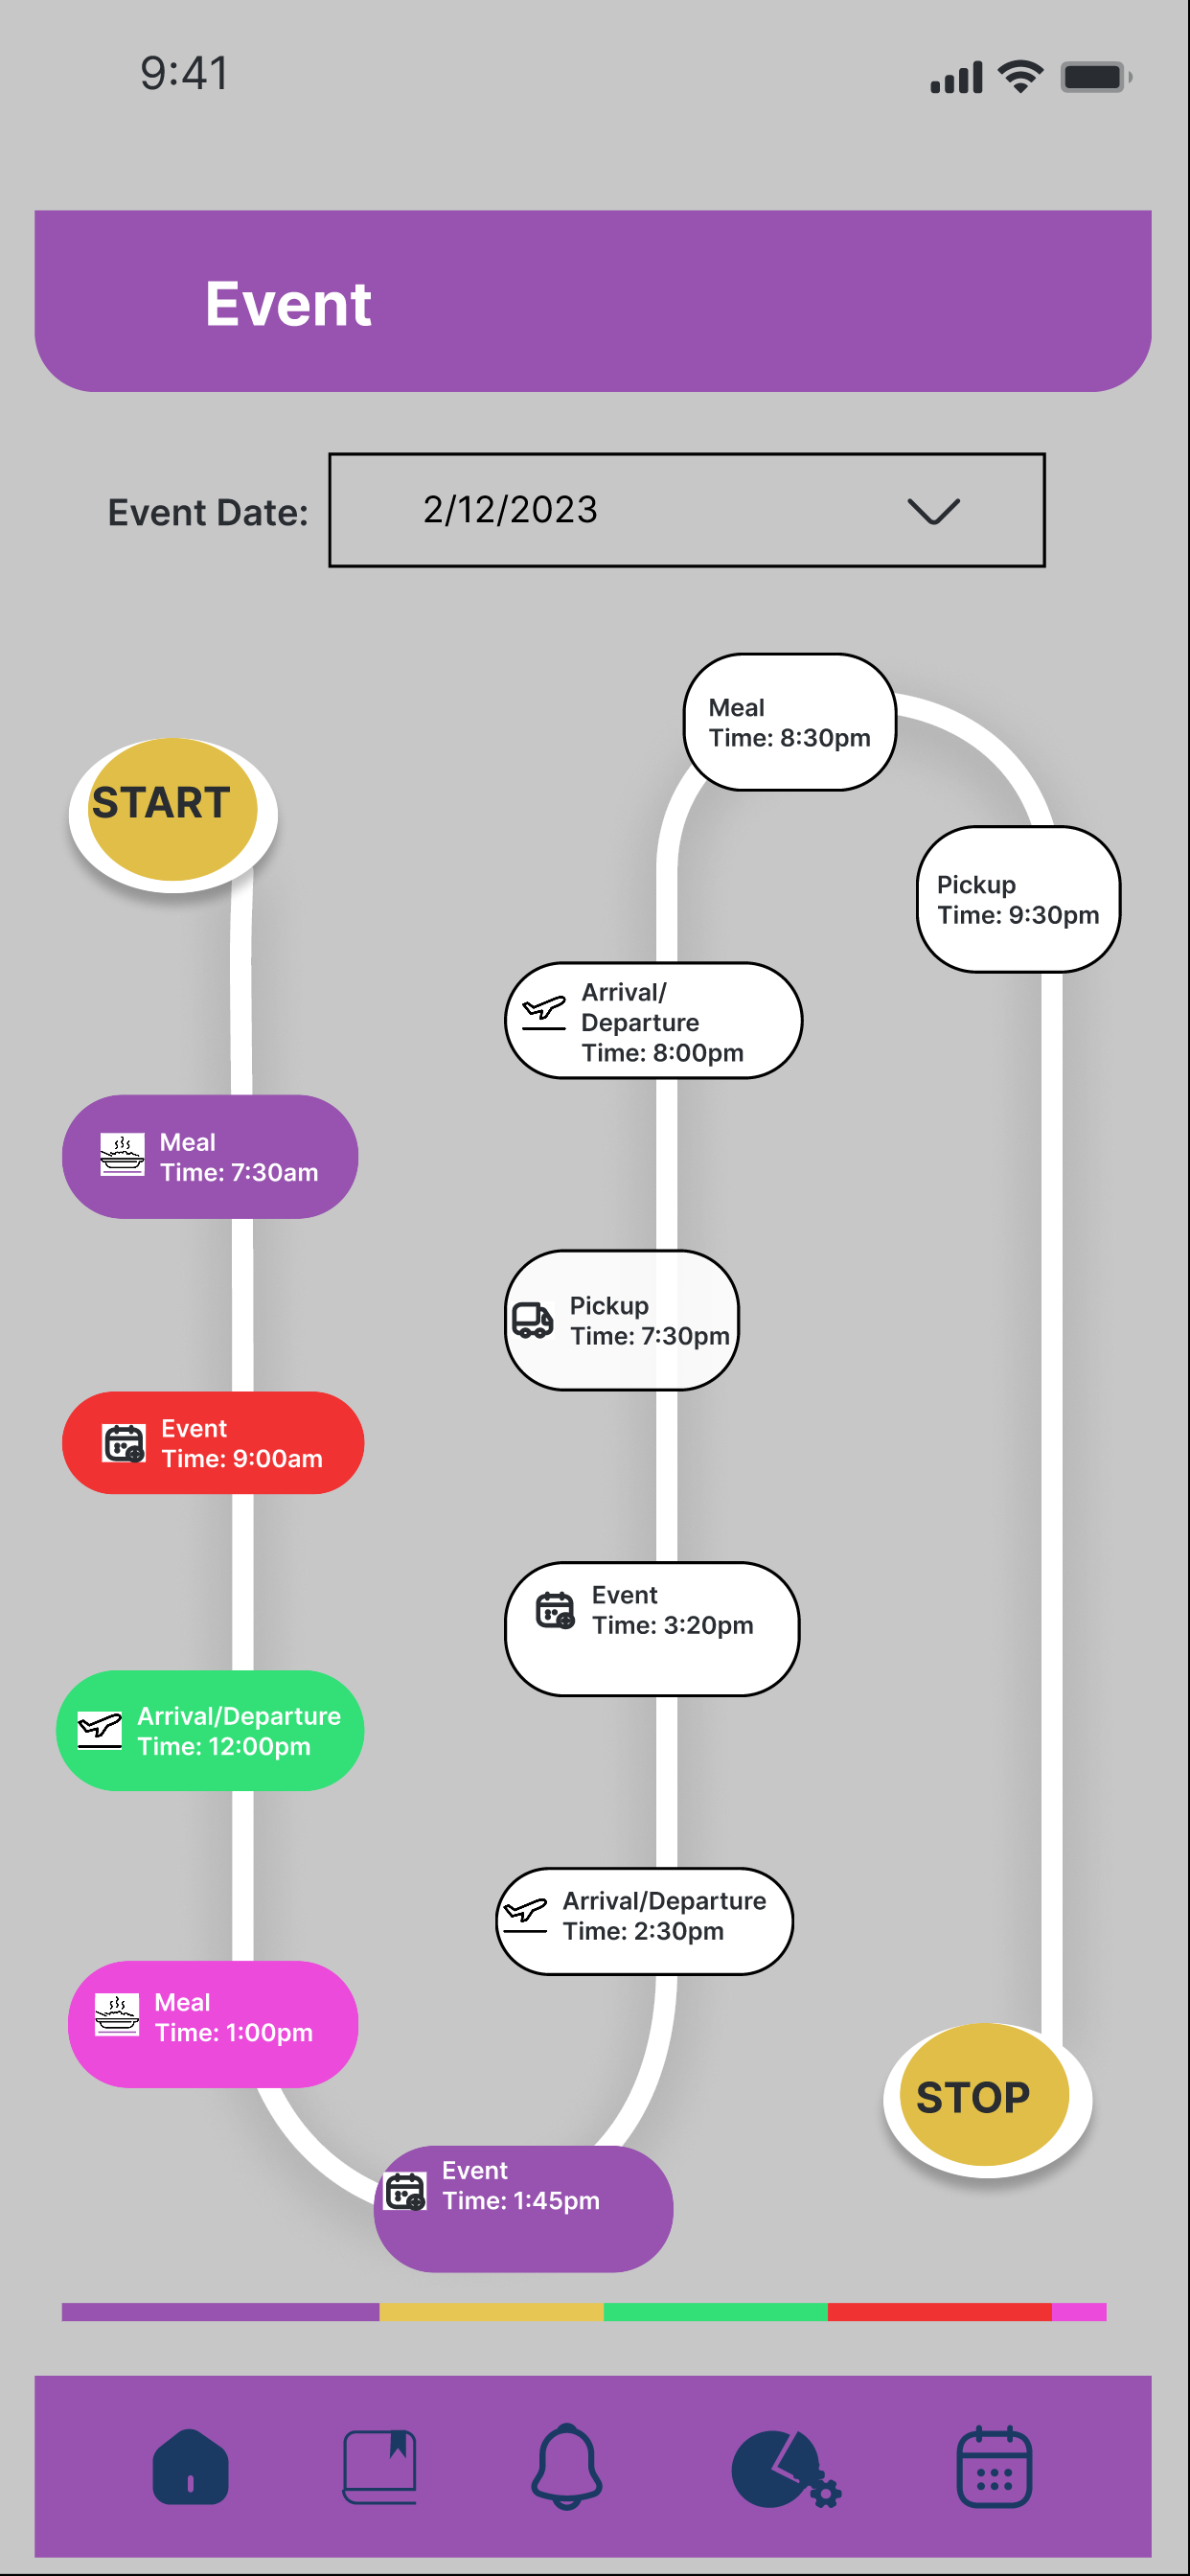 9:41
Event
Event Date:
2/12/2023
START
Meal
Time: 7:30am
Event
Time: 9:00am
Arrival/Departure
Time: 12:00pm
Meal
Time: 1:00pm
Event
Time: 1:45pm
Arrival/Departure
Time: 2:30pm
Event
Time: 3:20pm
Pickup
Time: 7:30pm
Arrival/
Departure
Time: 8:00pm
Meal
Time: 8:30pm
Pickup
Time: 9:30pm
STOP